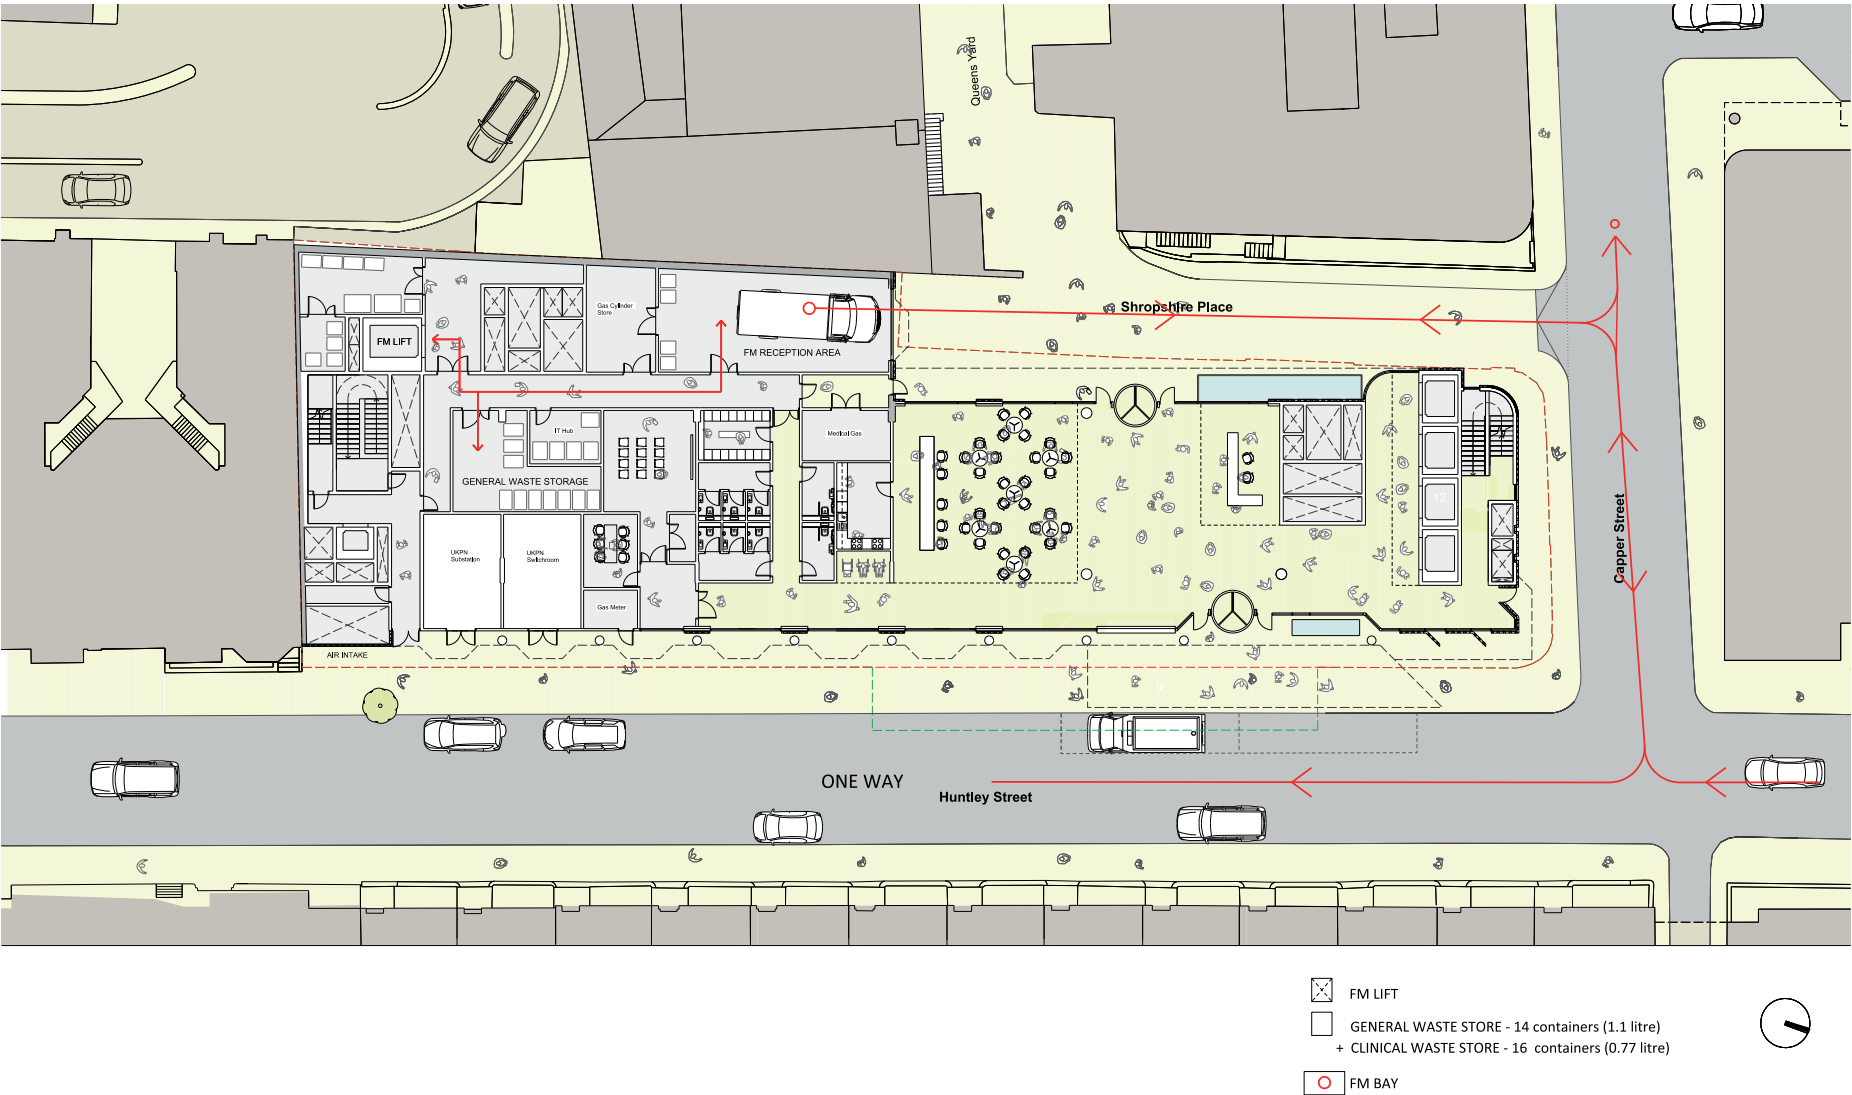 Queens Yard
Gas Cylinder
Store
FM LIFT
FM RECEPTION AREA
Shropshire Place
IT Hub
Medical Gas
GENERAL WASTE STORAGE
12
UKPN
Substation
UKPN
Switchroom
Gas Meter
Capper Street
AIR INTAKE
9
ONE WAY
Huntley Street
FM LIFT
GENERAL WASTE STORE - 14 containers (1.1 litre)
+ CLINICAL WASTE STORE - 16 containers (0.77 litre)
FM BAY